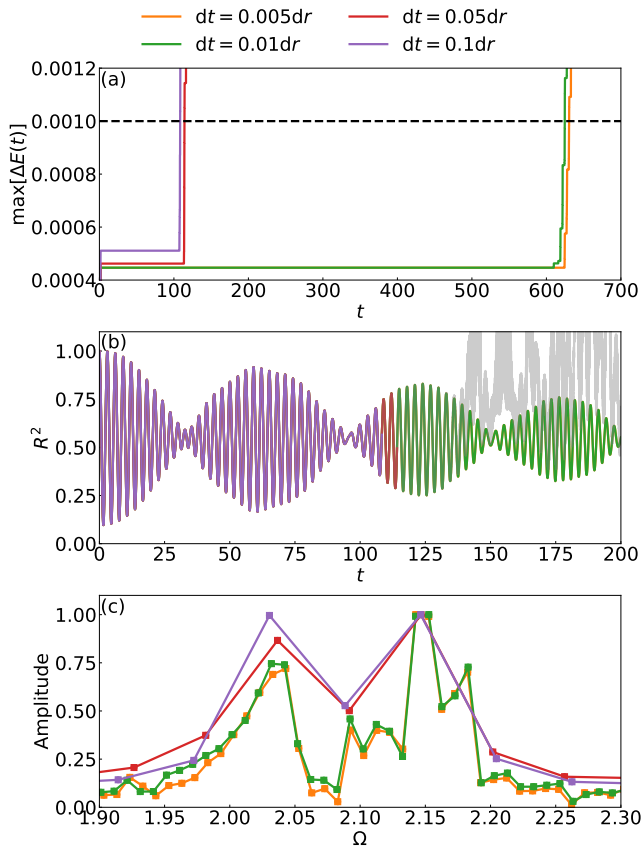 dt = 0.005dr dt = 0.05dr
dt = 0.01dr dt = 0.1dr
(a)
0.0012
0.0010
0.0008
0.0006
0.0004
max[ΔE(t)]
0 100 200 300 400 500 600 700
t
(b)
1.00
0.75
0.50
0.25
0.00
R²
0 25 50 75 100 125 150 175 200
t
(c)
1.00
0.75
0.50
0.25
0.00
Amplitude
1.90 1.95 2.00 2.05 2.10 2.15 2.20 2.25 2.30
Ω